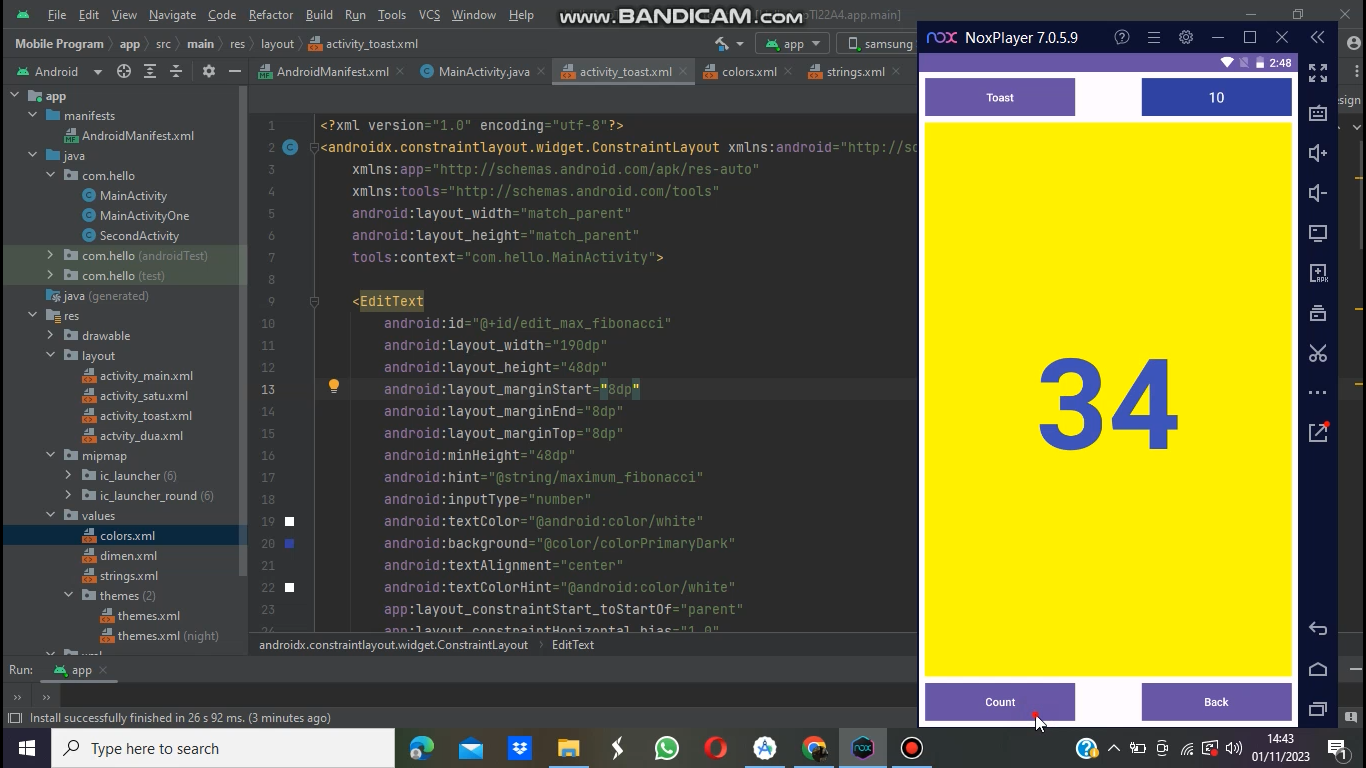 File Edit View Navigate Code Refactor Build Run Tools VCS Window Help
www.BANDICAM.com
TI22A4.app.main]
Mobile Program app src main res layout activity_toast.xml
app
samsung
Android
AndroidManifest.xml
MainActivity.java
activity_toast.xml
colors.xml
strings.xml
app
manifests
AndroidManifest.xml
java
com.hello
MainActivity
MainActivityOne
SecondActivity
com.hello (androidTest)
com.hello (test)
java (generated)
res
drawable
layout
activity_main.xml
activity_satu.xml
activity_toast.xml
actvity_dua.xml
mipmap
ic_launcher (6)
ic_launcher_round (6)
values
colors.xml
dimen.xml
strings.xml
themes (2)
themes.xml
themes.xml (night)
1 <?xml version="1.0" encoding="utf-8"?>
2 <androidx.constraintlayout.widget.ConstraintLayout xmlns:android="http://sc
3 xmlns:app="http://schemas.android.com/apk/res-auto"
4 xmlns:tools="http://schemas.android.com/tools"
5 android:layout_width="match_parent"
6 android:layout_height="match_parent"
7 tools:context="com.hello.MainActivity">
8
9 <EditText
10 android:id="@+id/edit_max_fibonacci"
11 android:layout_width="190dp"
12 android:layout_height="48dp"
13 android:layout_marginStart="8dp"
14 android:layout_marginEnd="8dp"
15 android:layout_marginTop="8dp"
16 android:minHeight="48dp"
17 android:hint="@string/maximum_fibonacci"
18 android:inputType="number"
19 android:textColor="@android:color/white"
20 android:background="@color/colorPrimaryDark"
21 android:textAlignment="center"
22 android:textColorHint="@android:color/white"
23 app:layout_constraintStart_toStartOf="parent"
24 app:layout_constraintHorizontal_bias="1.0"
androidx.constraintlayout.widget.ConstraintLayout EditText
Run: app
Install successfully finished in 26 s 92 ms. (3 minutes ago)
nox NoxPlayer 7.0.5.9
2:48
Toast
10
34
Count
Back
APK
sign
Type here to search
14:43
01/11/2023
1